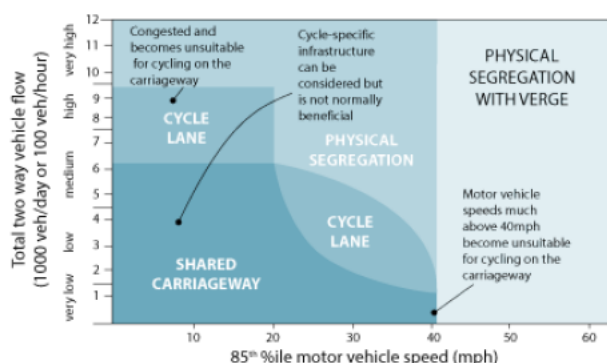 Total two way vehicle flow
(1000 veh/day or 100 veh/hour)
very high
high
medium
low
very low
12
11
10
9
8
7
6
5
4
3
2
1
Congested and
becomes unsuitable
for cycling on the
carriageway
CYCLE
LANE
Cycle-specific
infrastructure
can be
considered but
is not normally
beneficial
PHYSICAL
SEGREGATION
PHYSICAL
SEGREGATION
WITH VERGE
CYCLE
LANE
SHARED
CARRIAGEWAY
Motor vehicle
speeds much
above 40mph
become unsuitable
for cycling on the
carriageway
10
20
30
40
50
60
85th %ile motor vehicle speed (mph)